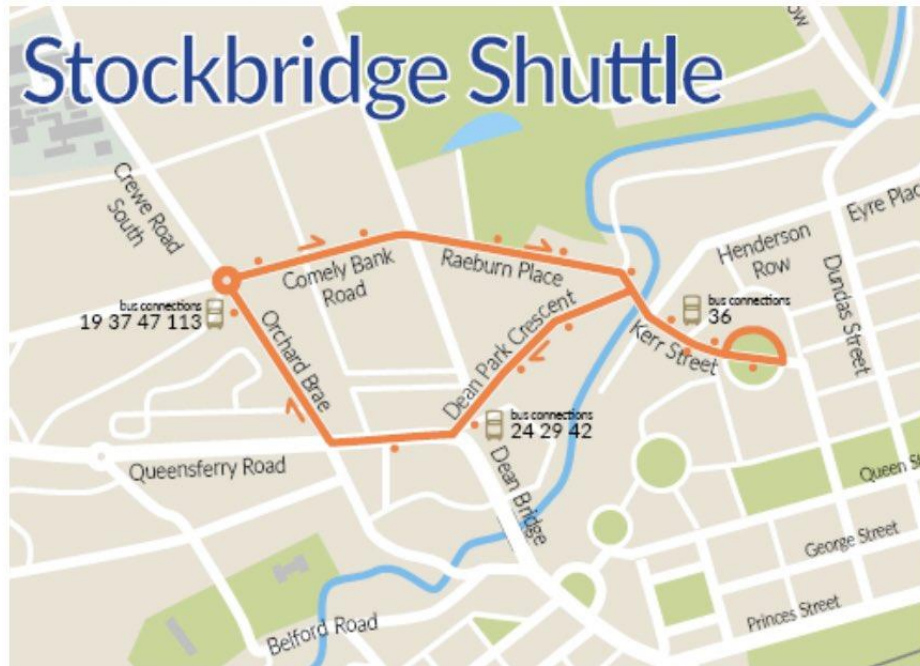 Stockbridge Shuttle
Crewe Road
South
Comely Bank
Road
Raeburn Place
Henderson
Row
Eyre Plac
Dundas Street
bus connections
19 37 47 113
bus connections
36
Kerr Street
Orchard Brae
Dean Park Crescent
bus connections
24 29 42
Queensferry Road
Dean Bridge
Queen St
George Street
Princes Street
Belford Road